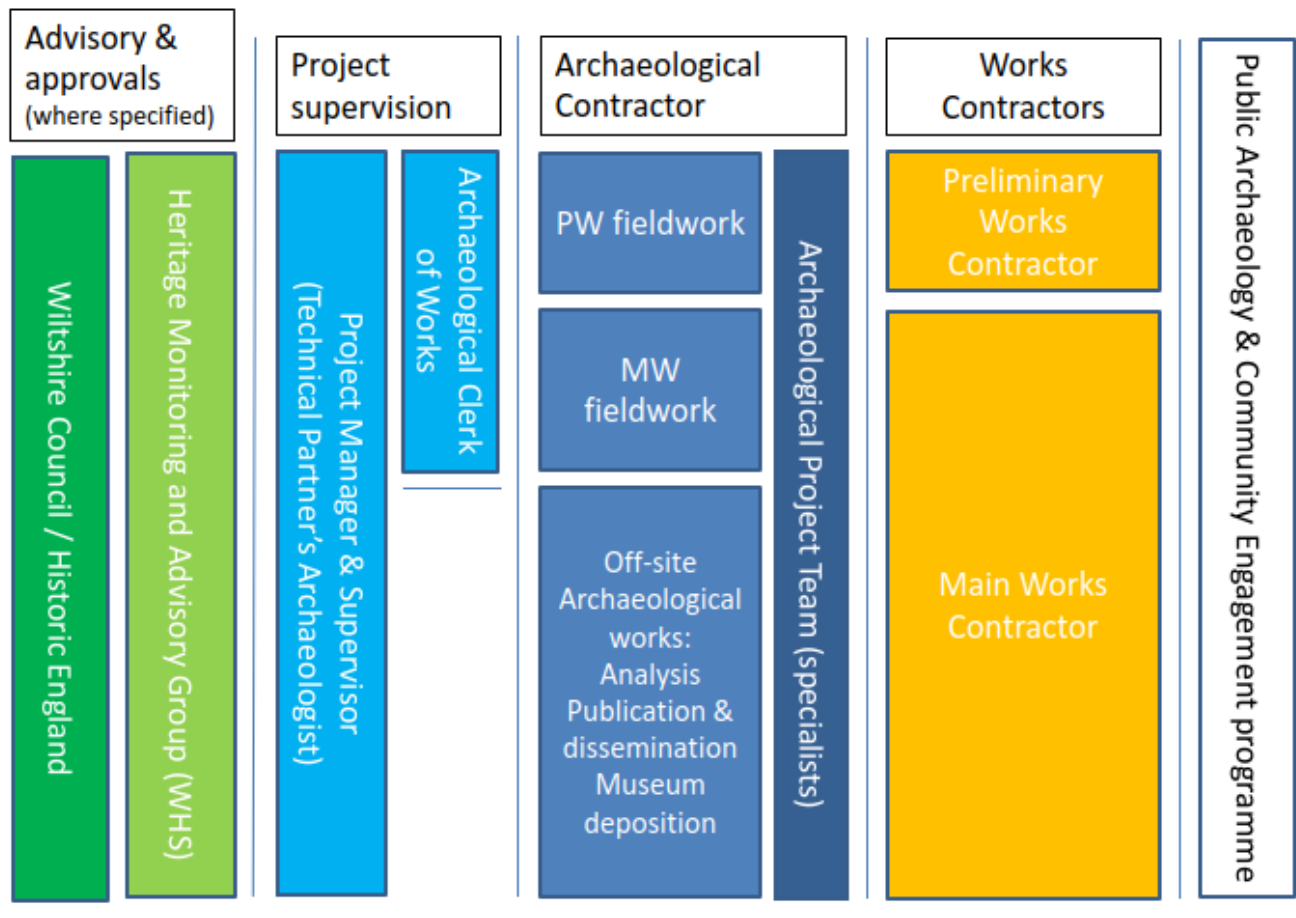 Advisory &
approvals
(where specified)
Wiltshire Council / Historic England
Heritage Monitoring and Advisory Group (WHS)
Project
supervision
Project Manager & Supervisor
(Technical Partner's Archaeologist)
Archaeological Clerk
of Works
Archaeological
Contractor
PW fieldwork
MW
fieldwork
Off-site
Archaeological
works:
Analysis
Publication &
dissemination
Museum
deposition
Archaeological Project Team (specialists)
Works
Contractors
Preliminary
Works
Contractor
Main Works
Contractor
Public Archaeology & Community Engagement programme